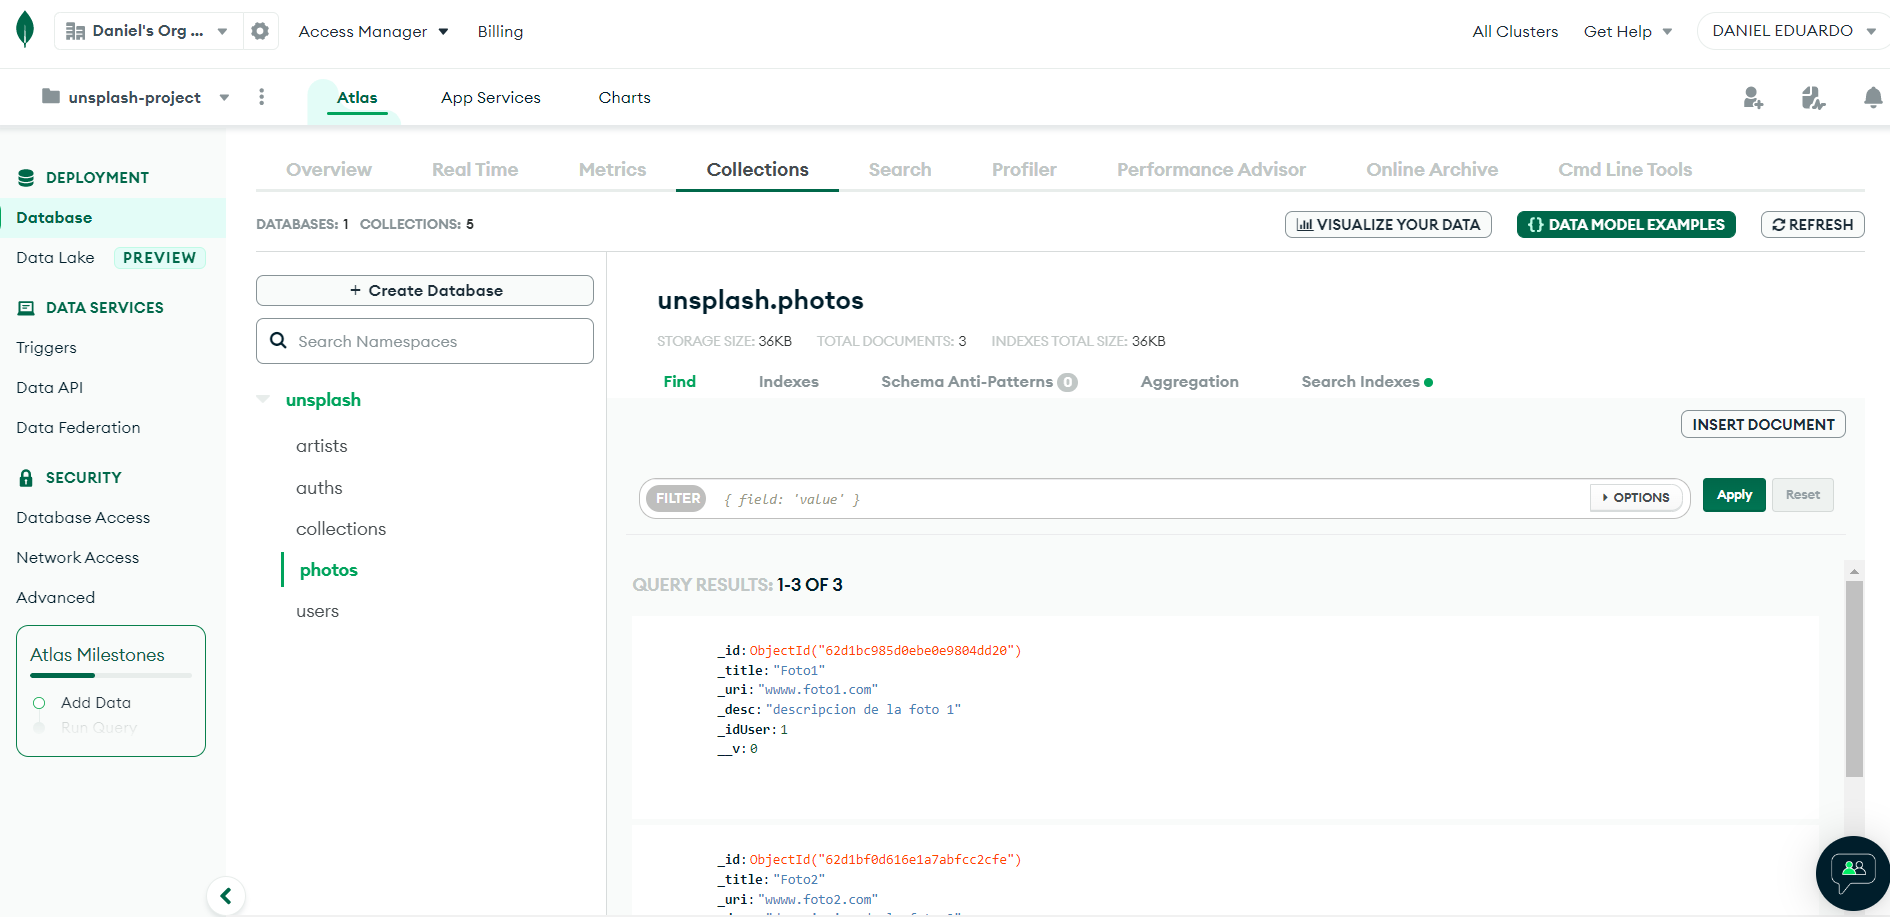 Daniel's Org ...
Access Manager
Billing
All Clusters
Get Help
DANIEL EDUARDO
unsplash-project
Atlas
App Services
Charts
DEPLOYMENT
Database
Data Lake
PREVIEW
DATA SERVICES
Triggers
Data API
Data Federation
SECURITY
Database Access
Network Access
Advanced
Atlas Milestones
Add Data
Run Query
Overview
Real Time
Metrics
Collections
Search
Profiler
Performance Advisor
Online Archive
Cmd Line Tools
DATABASES: 1 COLLECTIONS: 5
VISUALIZE YOUR DATA
{} DATA MODEL EXAMPLES
REFRESH
+ Create Database
Search Namespaces
unsplash
artists
auths
collections
photos
users
unsplash.photos
STORAGE SIZE: 36KB TOTAL DOCUMENTS: 3 INDEXES TOTAL SIZE: 36KB
Find
Indexes
Schema Anti-Patterns 0
Aggregation
Search Indexes
INSERT DOCUMENT
FILTER
{ field: 'value' }
OPTIONS
Apply
Reset
QUERY RESULTS: 1-3 OF 3
_id: ObjectId("62d1bc985d0ebe0e9804dd20")
_title: "Foto1"
_uri: "wwww.foto1.com"
_desc: "descripcion de la foto 1"
_idUser: 1
__v: 0
_id: ObjectId("62d1bf0d616e1a7abfcc2cfe")
_title: "Foto2"
_uri: "wwww.foto2.com"